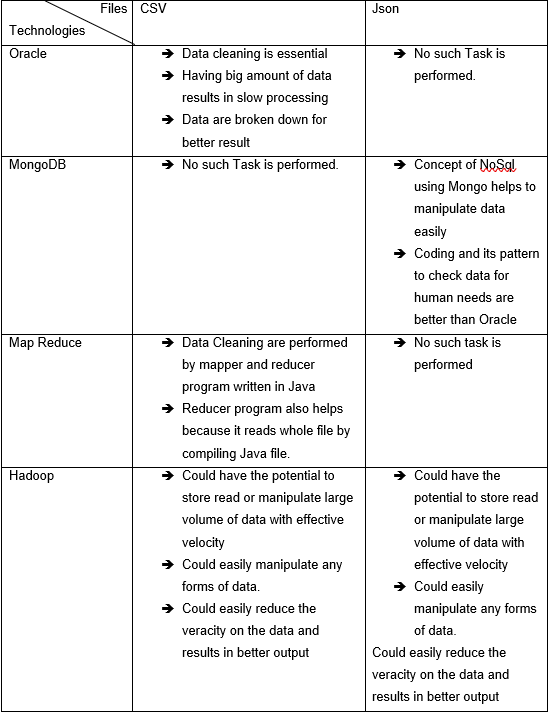 Files
Technologies
CSV
Json
Oracle
➔ Data cleaning is essential
➔ Having big amount of data
results in slow processing
➔ Data are broken down for
better result
➔ No such Task is
performed.
MongoDB
➔ No such Task is performed.
➔ Concept of NoSql
using Mongo helps to
manipulate data
easily
➔ Coding and its pattern
to check data for
human needs are
better than Oracle
Map Reduce
➔ Data Cleaning are performed
by mapper and reducer
program written in Java
➔ Reducer program also helps
because it reads whole file by
compiling Java file.
➔ No such task is
performed
Hadoop
➔ Could have the potential to
store read or manipulate large
volume of data with effective
velocity
➔ Could easily manipulate any
forms of data.
➔ Could easily reduce the
veracity on the data and
results in better output
➔ Could have the
potential to store read
or manipulate large
volume of data with
effective velocity
➔ Could easily
manipulate any forms
of data.
Could easily reduce the
veracity on the data and
results in better output